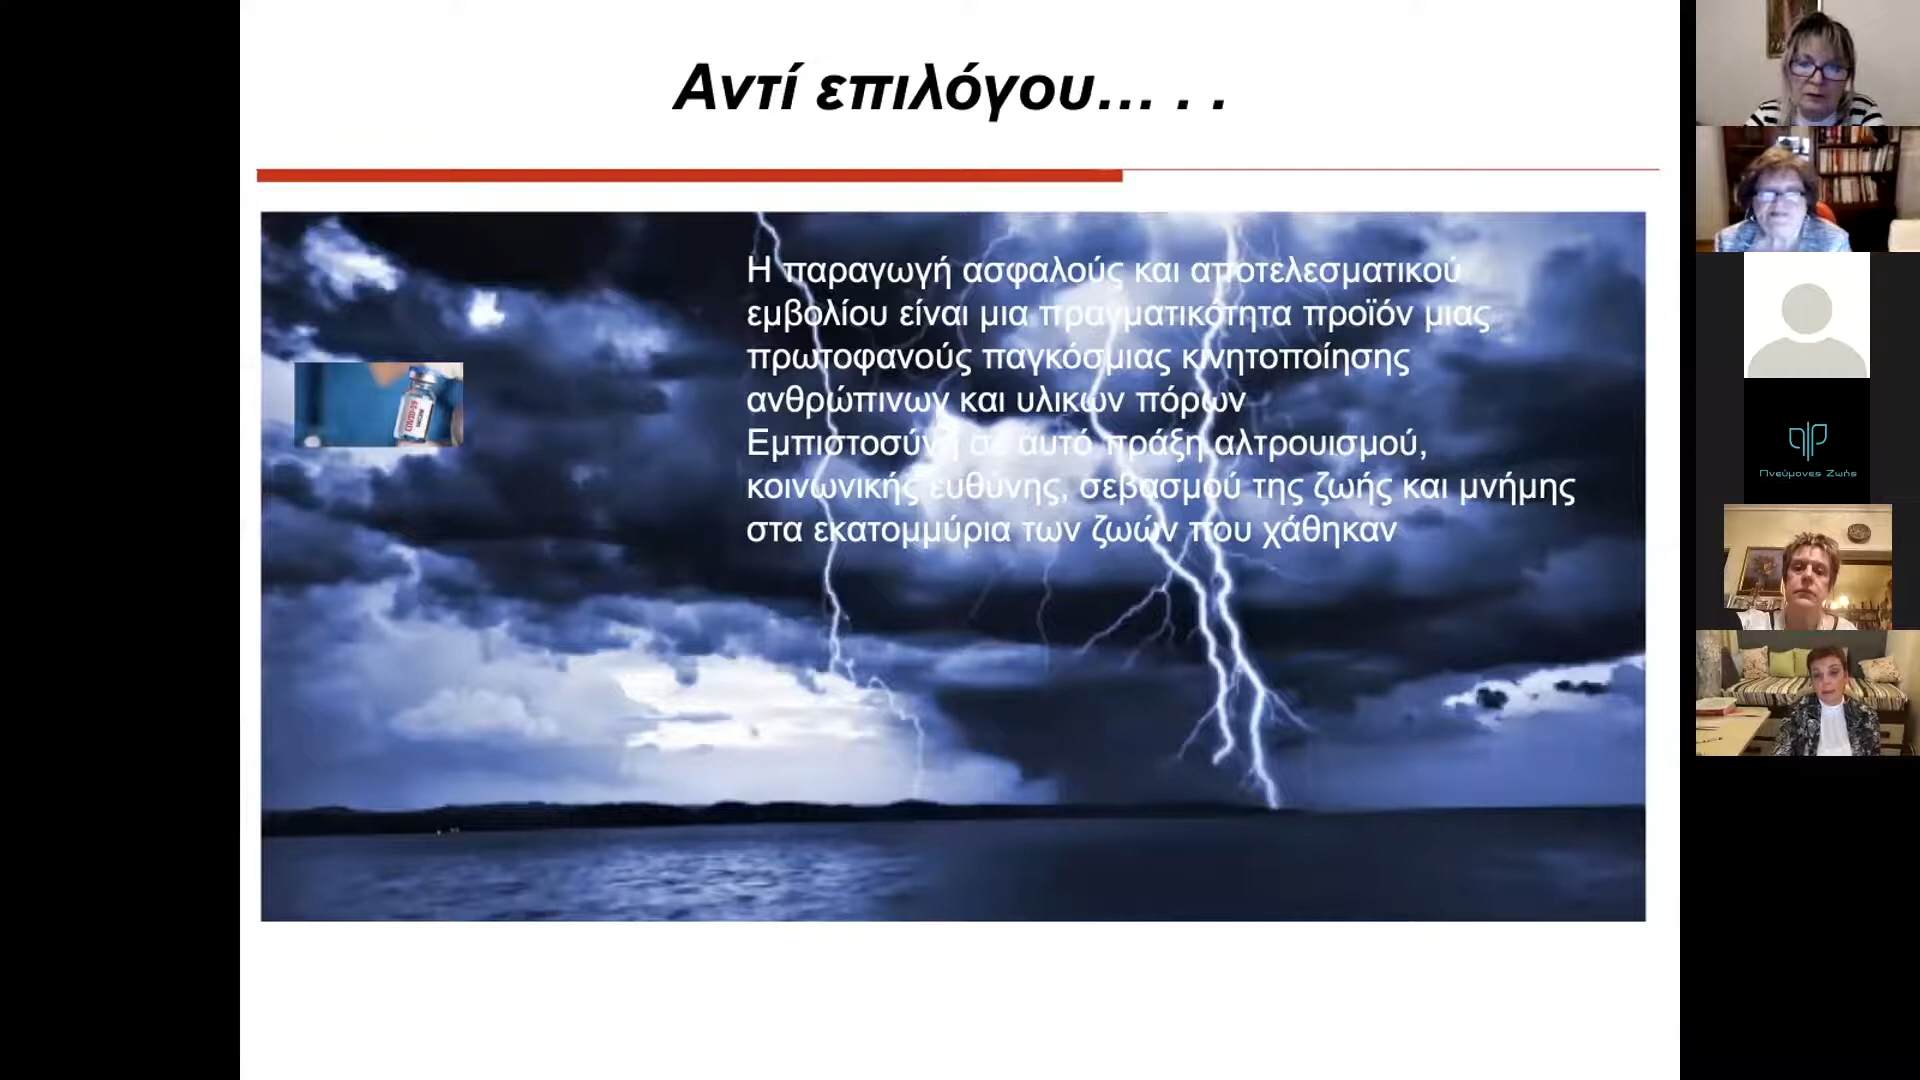 Αντί επιλόγου… . .
Η παραγωγή ασφαλούς και αποτελεσματικού
εμβολίου είναι μια πραγματικότητα προϊόν μιας
πρωτοφανούς παγκόσμιας κινητοποίησης
ανθρώπινων και υλικών πόρων
Εμπιστοσύνη σε αυτό πράξη αλτρουισμού,
κοινωνικής ευθύνης, σεβασμού της ζωής και μνήμης
στα εκατομμύρια των ζωών που χάθηκαν
COVID-19
Πνεύμονες Ζωής